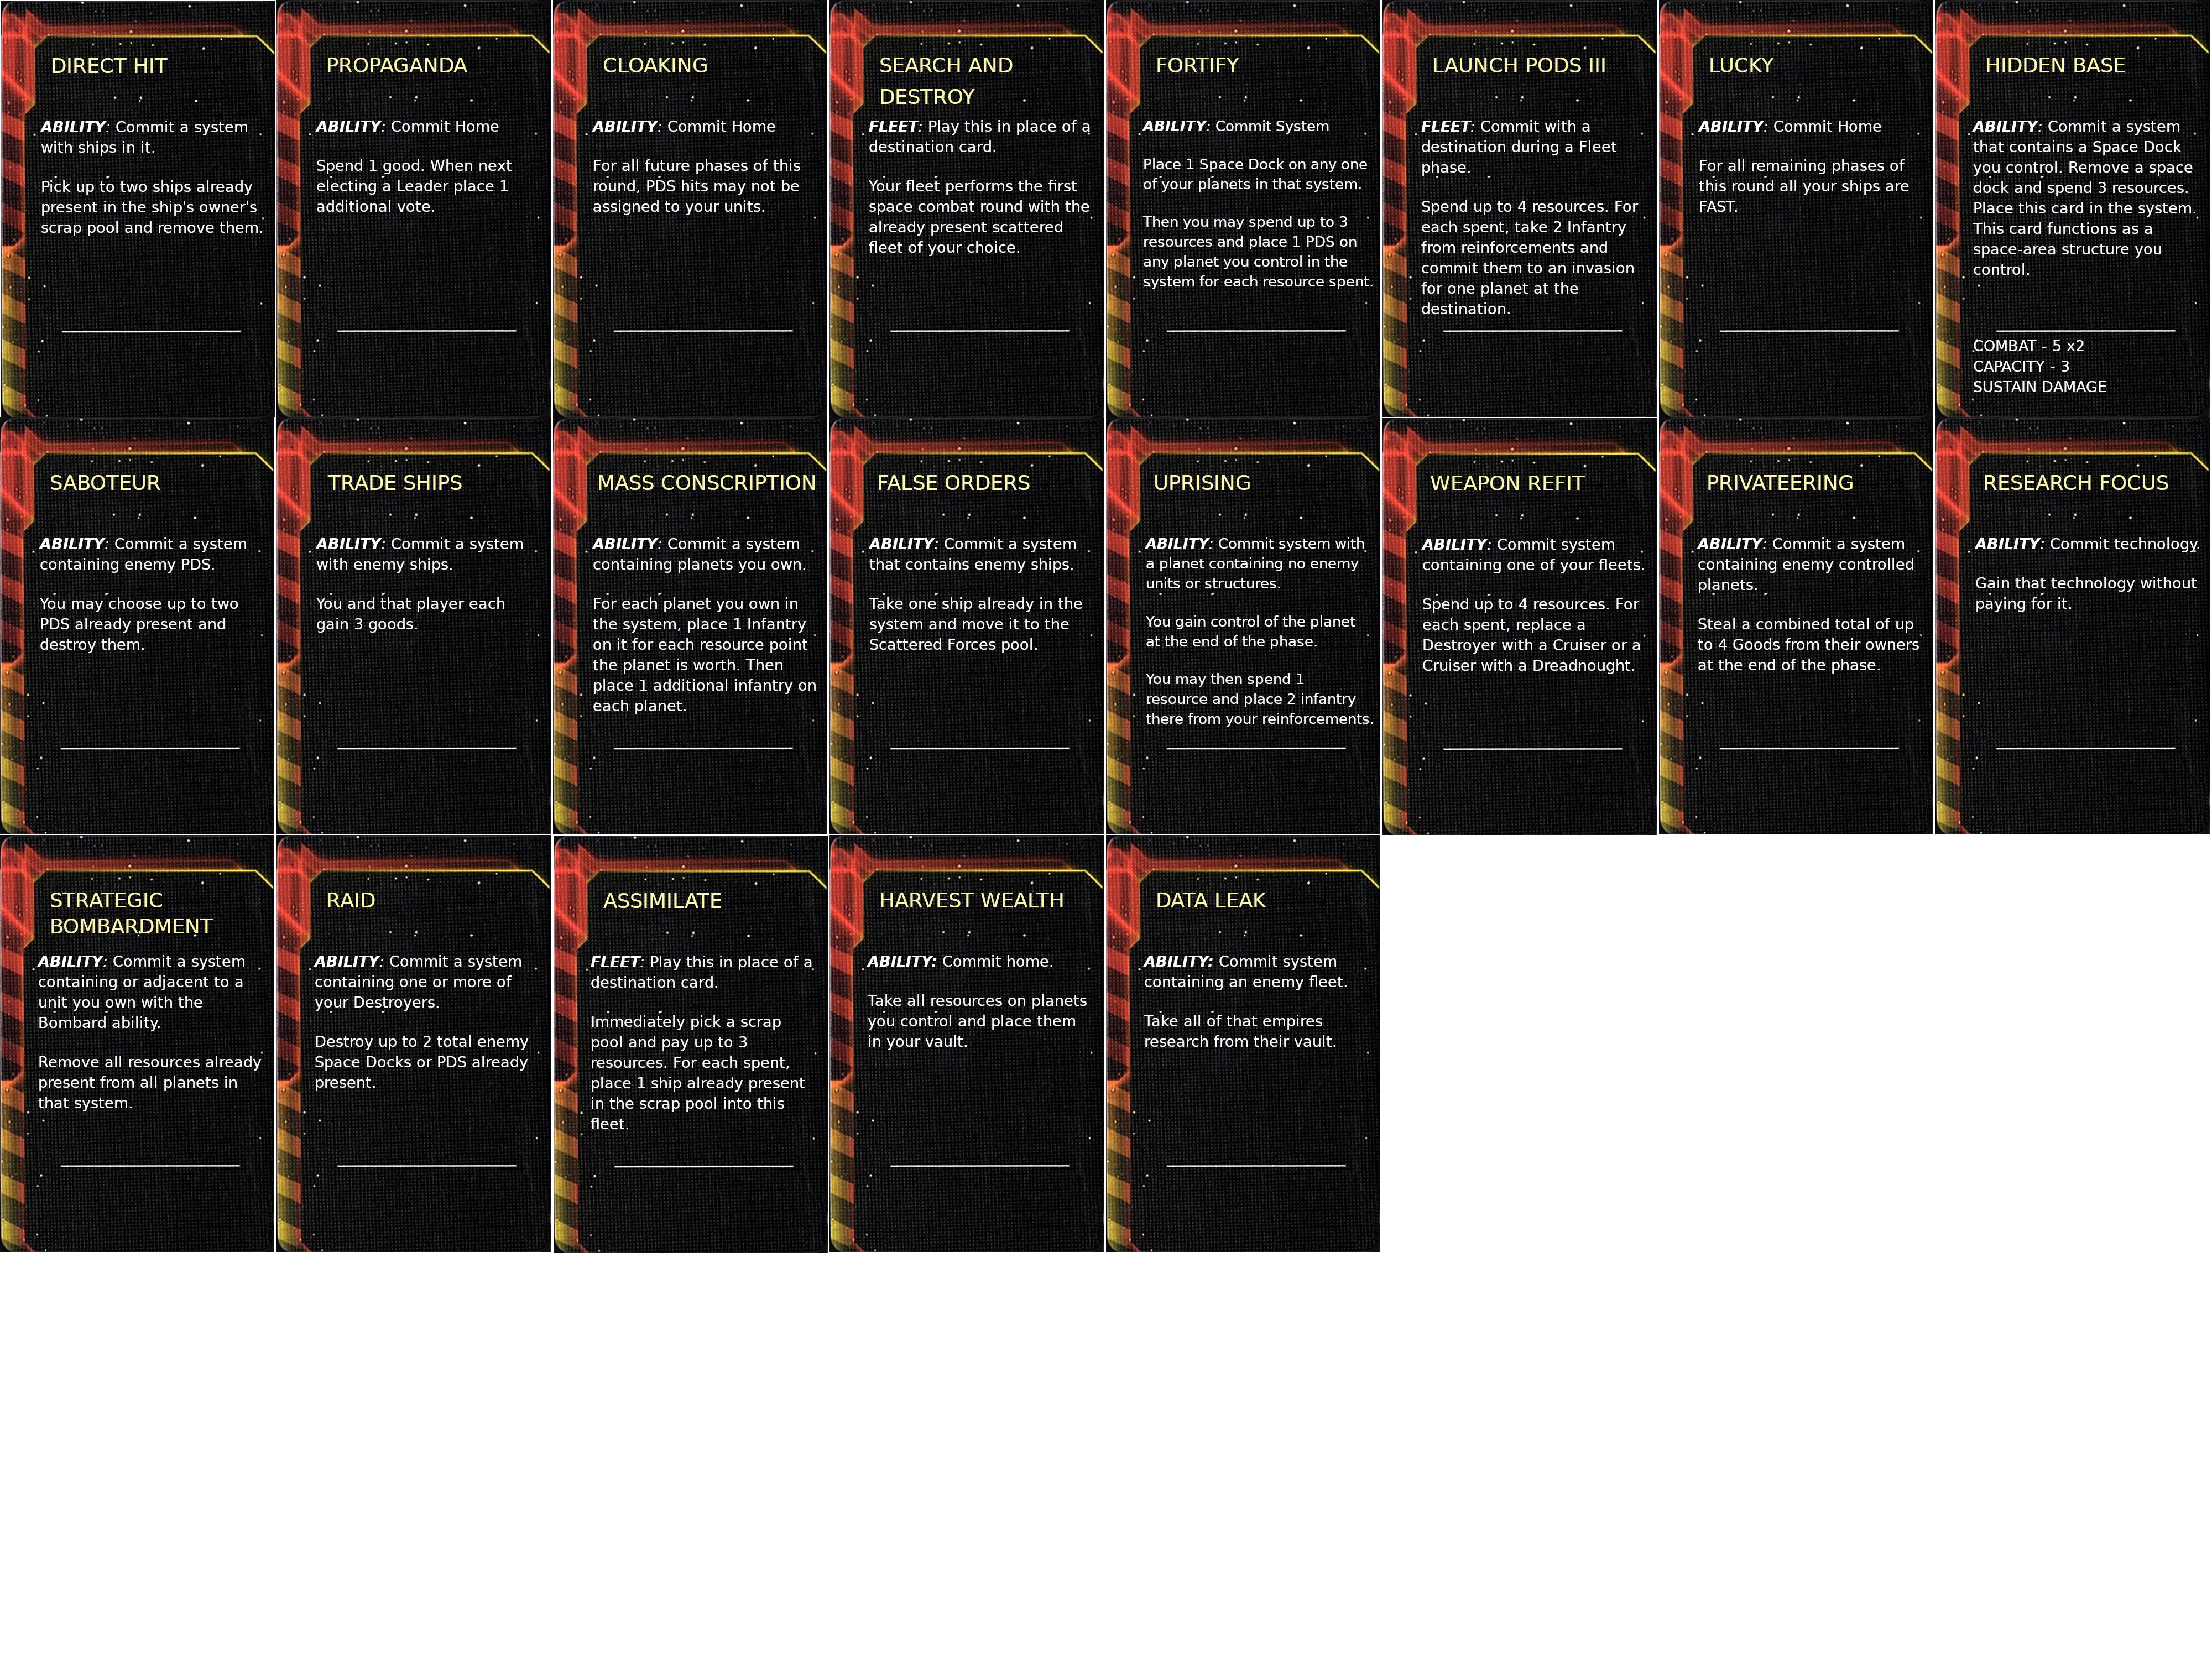 DIRECT HIT
ABILITY: Commit a system
with ships in it.
Pick up to two ships already
present in the ship's owner's
scrap pool and remove them.
PROPAGANDA
ABILITY: Commit Home
Spend 1 good. When next
electing a Leader place 1
additional vote.
CLOAKING
ABILITY: Commit Home
For all future phases of this
round, PDS hits may not be
assigned to your units.
SEARCH AND
DESTROY
FLEET: Play this in place of a
destination card.
Your fleet performs the first
space combat round with the
already present scattered
fleet of your choice.
FORTIFY
ABILITY: Commit System
Place 1 Space Dock on any one
of your planets in that system.
Then you may spend up to 3
resources and place 1 PDS on
any planet you control in the
system for each resource spent.
LAUNCH PODS III
FLEET: Commit with a
destination during a Fleet
phase.
Spend up to 4 resources. For
each spent, take 2 Infantry
from reinforcements and
commit them to an invasion
for one planet at the
destination.
LUCKY
ABILITY: Commit Home
For all remaining phases of
this round all your ships are
FAST.
HIDDEN BASE
ABILITY: Commit a system
that contains a Space Dock
you control. Remove a space
dock and spend 3 resources.
Place this card in the system.
This card functions as a
space-area structure you
control.
COMBAT - 5 x2
CAPACITY - 3
SUSTAIN DAMAGE
SABOTEUR
ABILITY: Commit a system
containing enemy PDS.
You may choose up to two
PDS already present and
destroy them.
TRADE SHIPS
ABILITY: Commit a system
with enemy ships.
You and that player each
gain 3 goods.
MASS CONSCRIPTION
ABILITY: Commit a system
containing planets you own.
For each planet you own in
the system, place 1 Infantry
on it for each resource point
the planet is worth. Then
place 1 additional infantry on
each planet.
FALSE ORDERS
ABILITY: Commit a system
that contains enemy ships.
Take one ship already in the
system and move it to the
Scattered Forces pool.
UPRISING
ABILITY: Commit system with
a planet containing no enemy
units or structures.
You gain control of the planet
at the end of the phase.
You may then spend 1
resource and place 2 infantry
there from your reinforcements.
WEAPON REFIT
ABILITY: Commit system
containing one of your fleets.
Spend up to 4 resources. For
each spent, replace a
Destroyer with a Cruiser or a
Cruiser with a Dreadnought.
PRIVATEERING
ABILITY: Commit a system
containing enemy controlled
planets.
Steal a combined total of up
to 4 Goods from their owners
at the end of the phase.
RESEARCH FOCUS
ABILITY: Commit technology.
Gain that technology without
paying for it.
STRATEGIC
BOMBARDMENT
ABILITY: Commit a system
containing or adjacent to a
unit you own with the
Bombard ability.
Remove all resources already
present from all planets in
that system.
RAID
ABILITY: Commit a system
containing one or more of
your Destroyers.
Destroy up to 2 total enemy
Space Docks or PDS already
present.
ASSIMILATE
FLEET: Play this in place of a
destination card.
Immediately pick a scrap
pool and pay up to 3
resources. For each spent,
place 1 ship already present
in the scrap pool into this
fleet.
HARVEST WEALTH
ABILITY: Commit home.
Take all resources on planets
you control and place them
in your vault.
DATA LEAK
ABILITY: Commit system
containing an enemy fleet.
Take all of that empires
research from their vault.